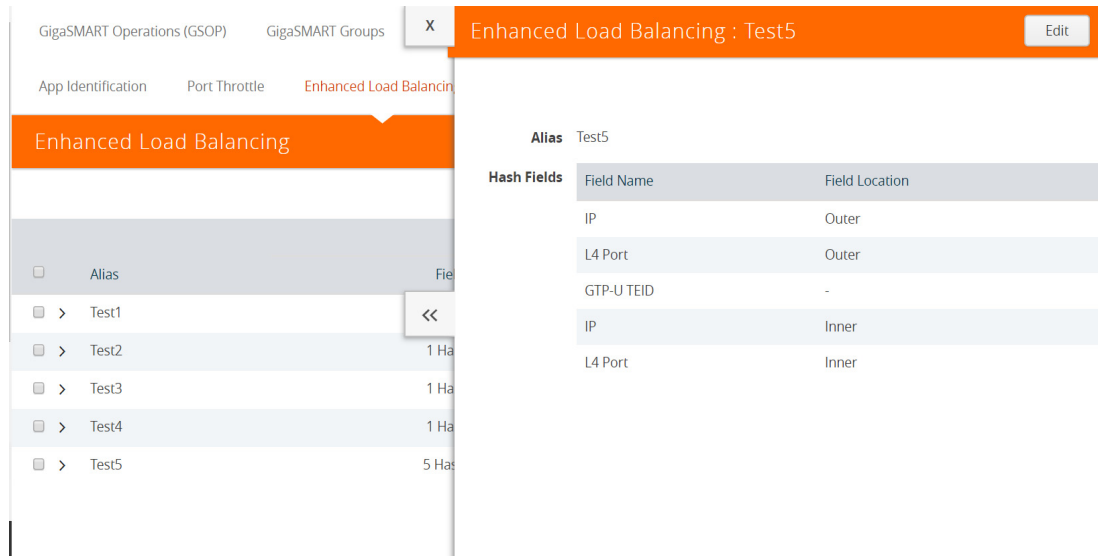 GigaSMART Operations (GSOP) GigaSMART Groups X
App Identification Port Throttle Enhanced Load Balancin
Enhanced Load Balancing
Alias Fie
Test1
Test2 1 Ha
Test3 1 Ha
Test4 1 Ha
Test5 5 Has
Enhanced Load Balancing : Test5 Edit
Alias Test5
Hash Fields Field Name Field Location
IP Outer
L4 Port Outer
GTP-U TEID -
IP Inner
L4 Port Inner